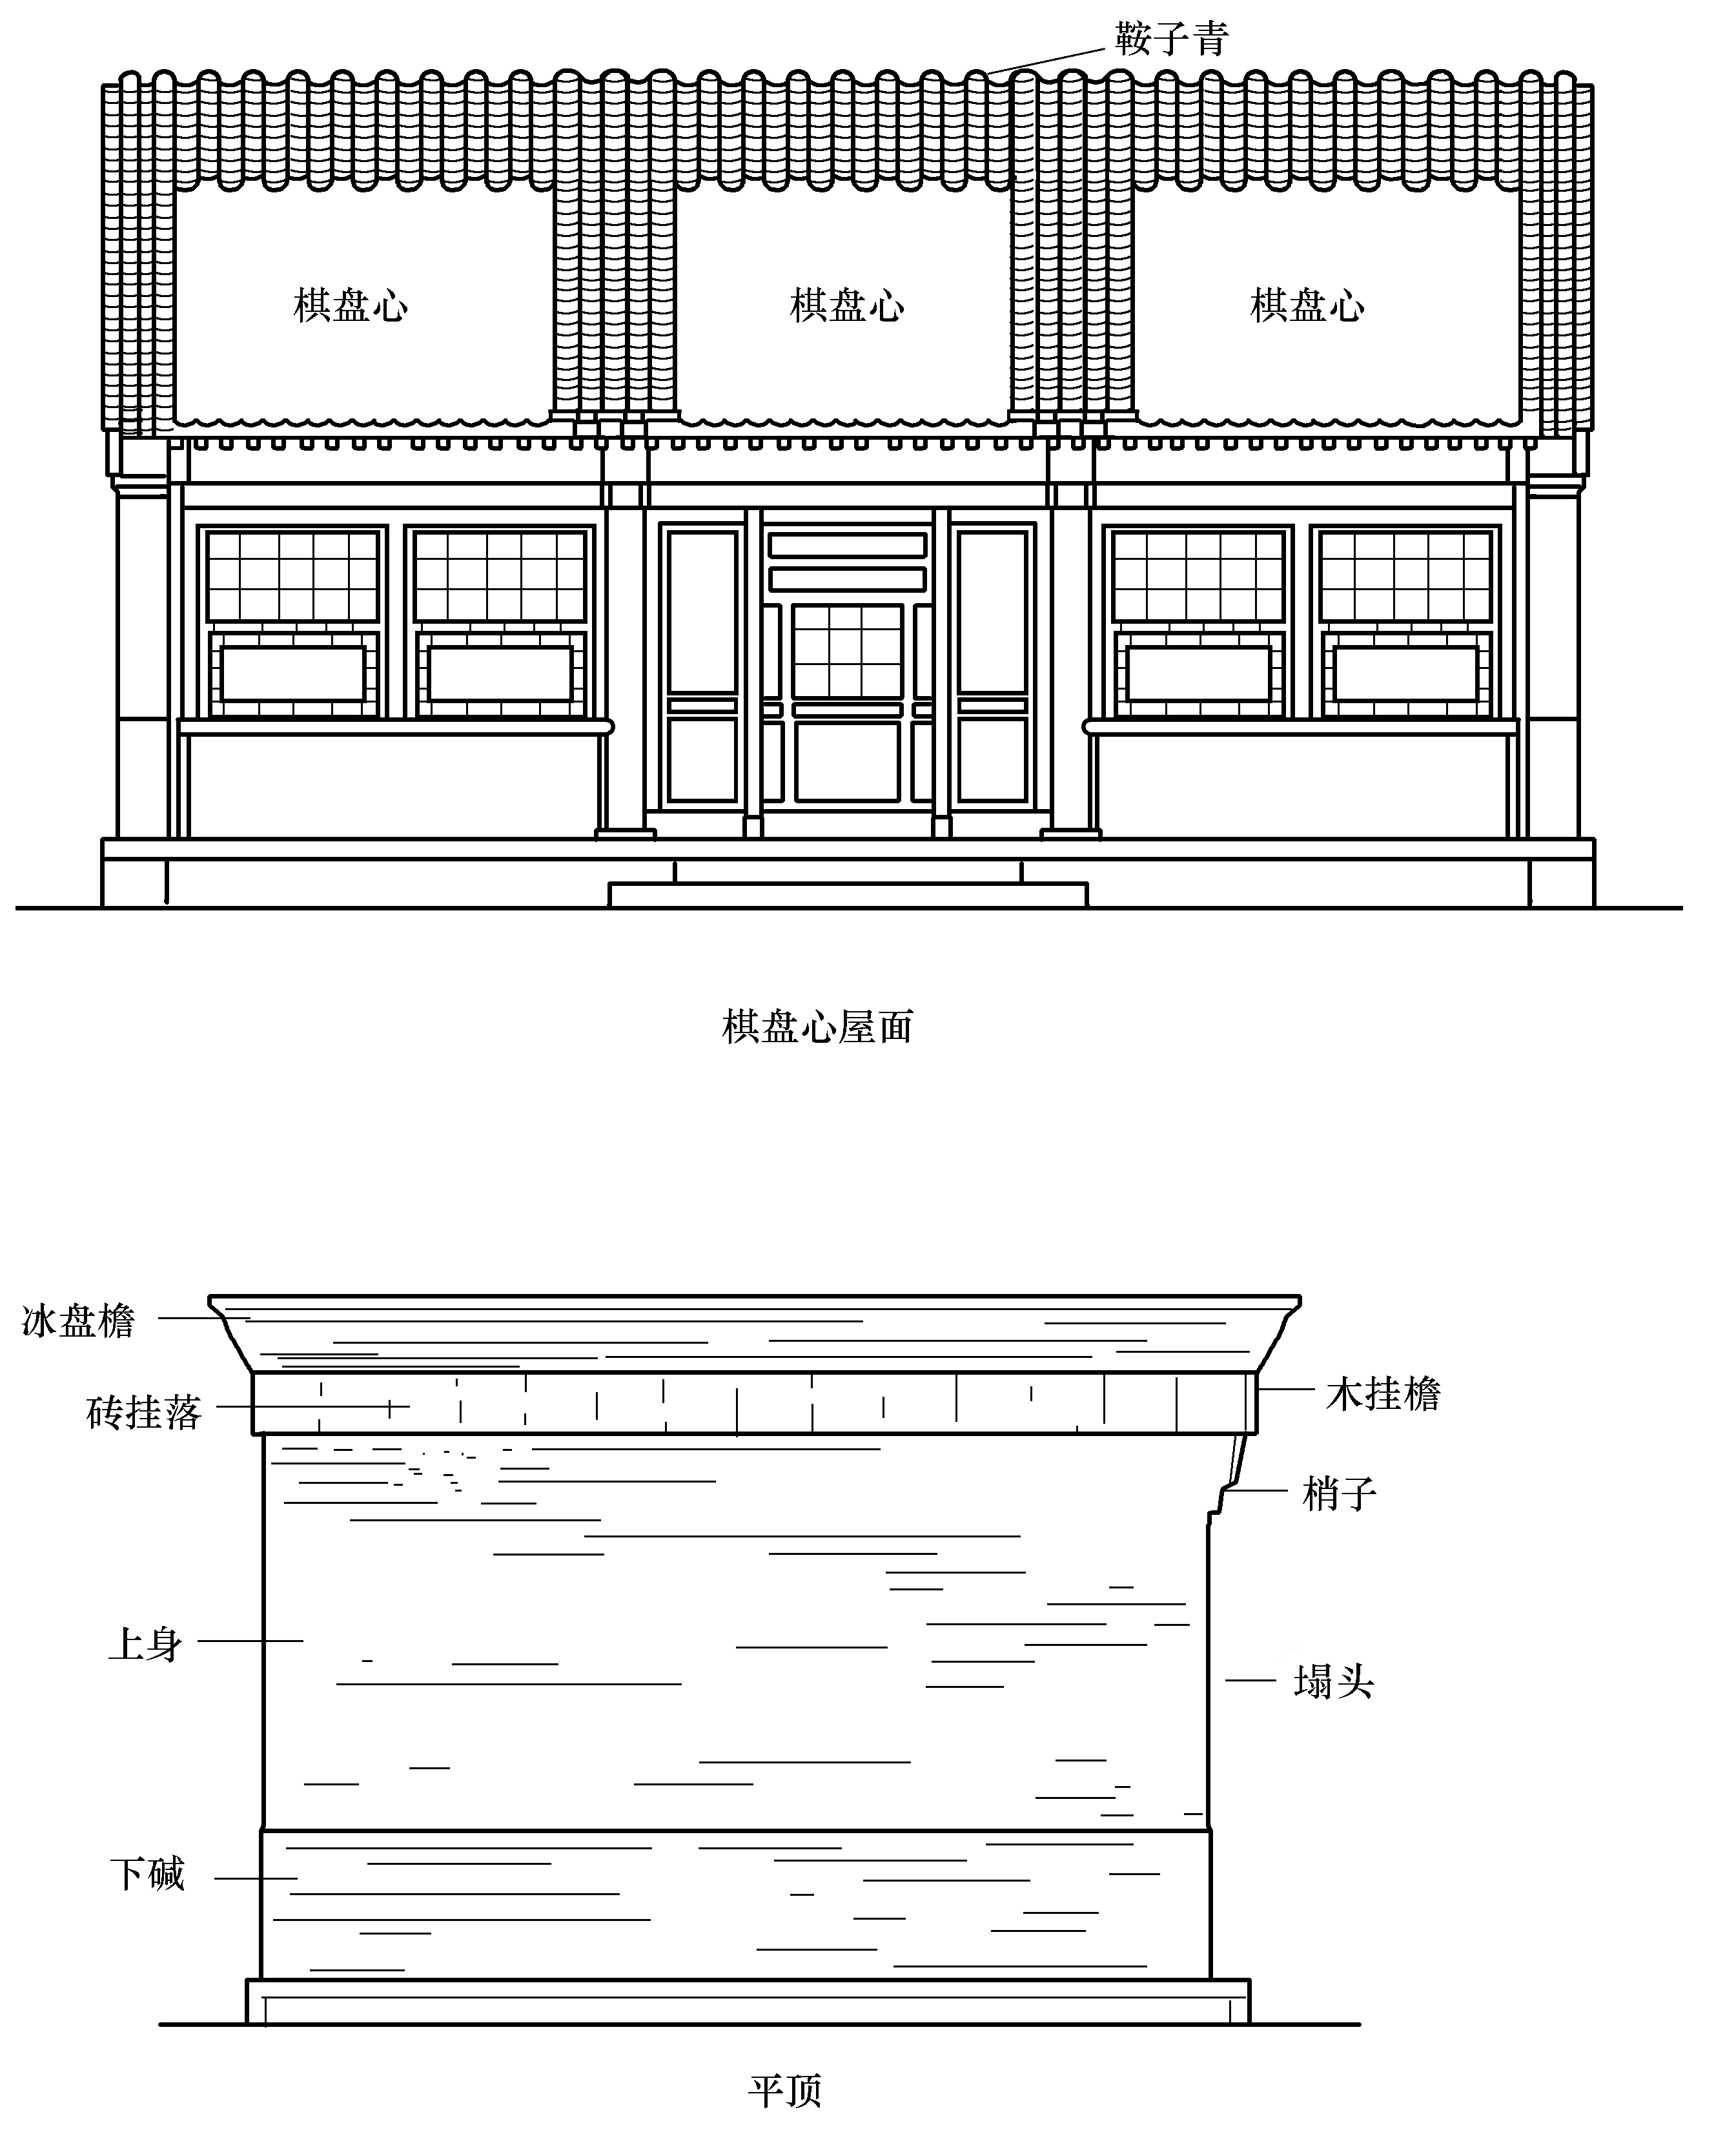 鞍子青
棋盘心
棋盘心
棋盘心
棋盘心屋面
冰盘檐
砖挂落
木挂檐
梢子
上身
塌头
下碱
平顶